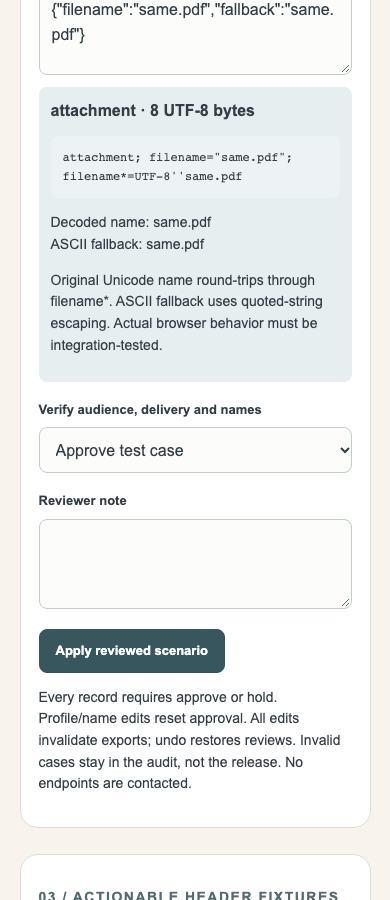 {"filename":"same.pdf","fallback":"same.
pdf"}
attachment · 8 UTF-8 bytes
attachment; filename="same.pdf";
filename*=UTF-8''same.pdf
Decoded name: same.pdf
ASCII fallback: same.pdf
Original Unicode name round-trips through
filename*. ASCII fallback uses quoted-string
escaping. Actual browser behavior must be
integration-tested.
Verify audience, delivery and names
Approve test case
Reviewer note
Apply reviewed scenario
Every record requires approve or hold.
Profile/name edits reset approval. All edits
invalidate exports; undo restores reviews. Invalid
cases stay in the audit, not the release. No
endpoints are contacted.
03 / ACTIONABLE HEADER FIXTURES